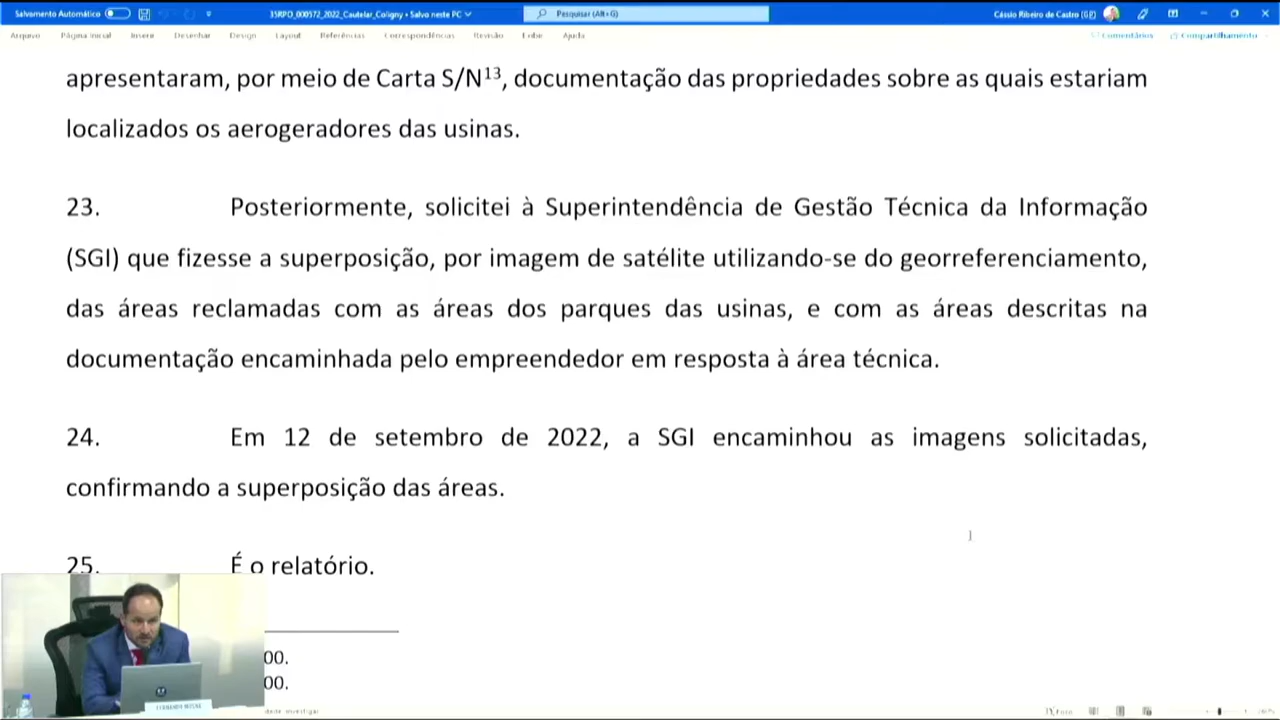 Salvamento Automático
35RPO_000572_2022_Cautelar_Coligny • Salvo neste PC
Pesquisar (Alt+G)
Cássio Ribeiro de Castro (GE)
Arquivo Página Inicial Inserir Desenhar Design Layout Referências Correspondências Revisão Exibir Ajuda
Comentários Compartilhamento
apresentaram, por meio de Carta S/N¹³, documentação das propriedades sobre as quais estariam
localizados os aerogeradores das usinas.
23. Posteriormente, solicitei à Superintendência de Gestão Técnica da Informação
(SGI) que fizesse a superposição, por imagem de satélite utilizando-se do georreferenciamento,
das áreas reclamadas com as áreas dos parques das usinas, e com as áreas descritas na
documentação encaminhada pelo empreendedor em resposta à área técnica.
24. Em 12 de setembro de 2022, a SGI encaminhou as imagens solicitadas,
confirmando a superposição das áreas.
25. É o relatório.
00.
00.